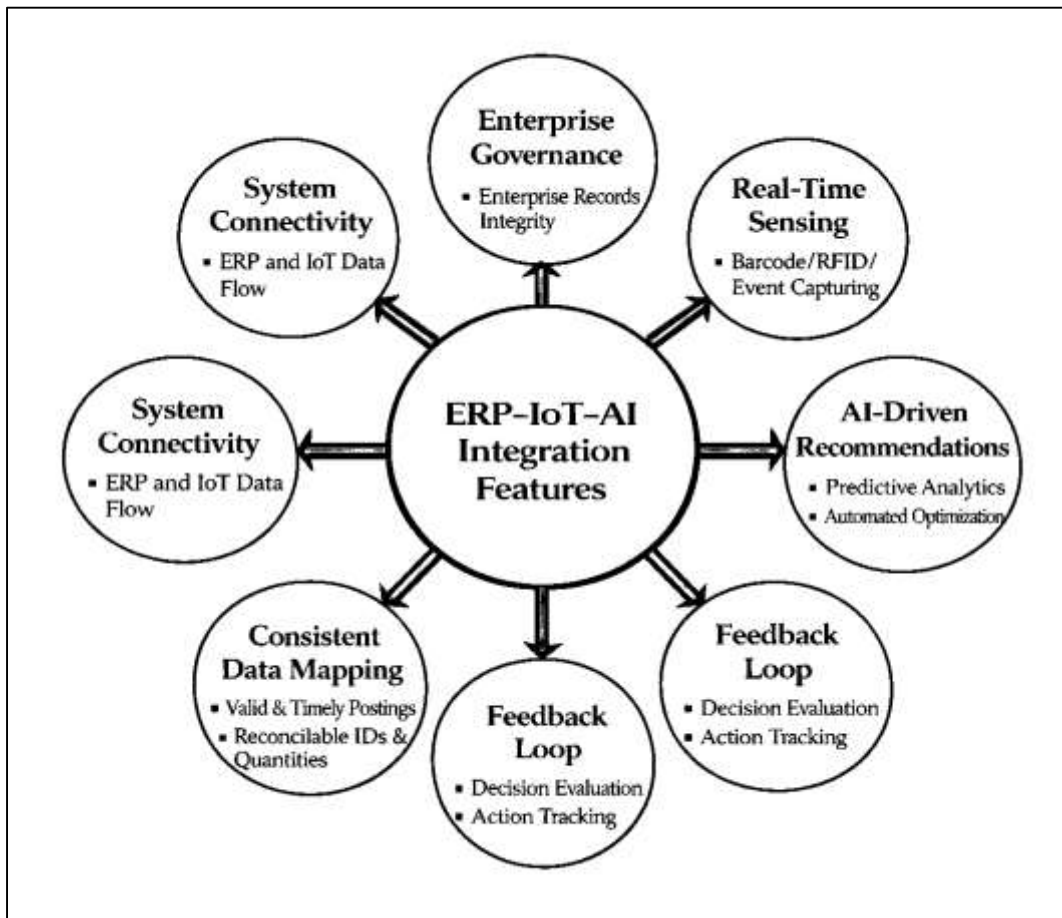 Enterprise
Governance
▪ Enterprise Records
Integrity
System
Connectivity
▪ ERP and IoT Data
Flow
Real-Time
Sensing
▪ Barcode/RFID/
Event Capturing
ERP–IoT–AI
Integration
Features
System
Connectivity
▪ ERP and IoT Data
Flow
AI-Driven
Recommendations
▪ Predictive Analytics
▪ Automated Optimization
Consistent
Data Mapping
▪ Valid & Timely Postings
▪ Reconcilable IDs &
Quantities
Feedback
Loop
▪ Decision Evaluation
▪ Action Tracking
Feedback
Loop
▪ Decision Evaluation
▪ Action Tracking